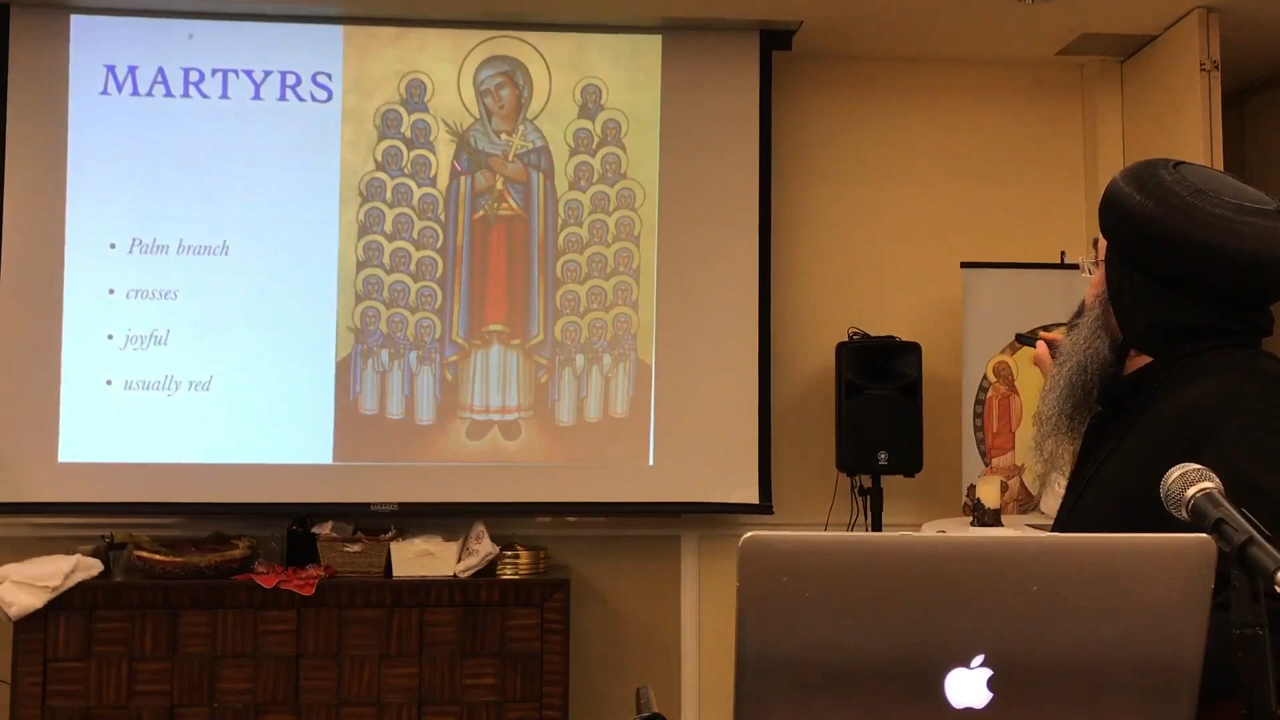 MARTYRS
• Palm branch
• crosses
• joyful
• usually red